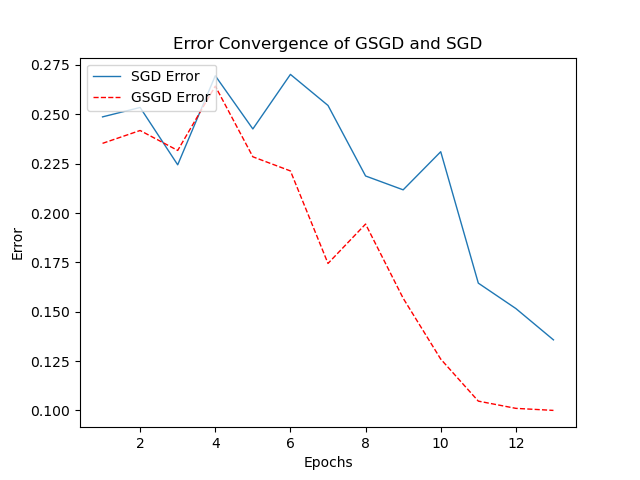 Error Convergence of GSGD and SGD
SGD Error
GSGD Error
0.275
0.250
0.225
0.200
0.175
0.150
0.125
0.100
Error
2 4 6 8 10 12
Epochs